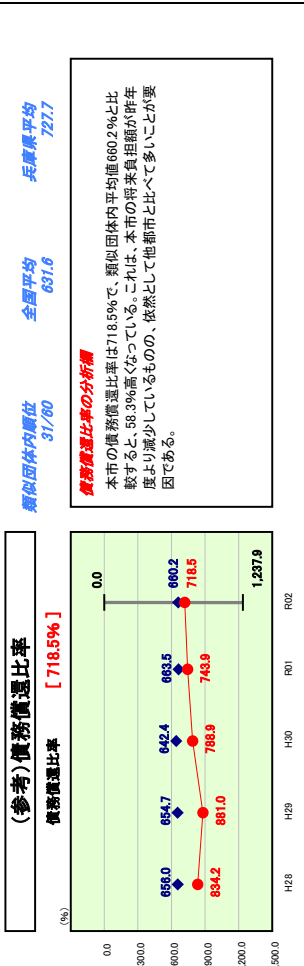 (参考)債務償還比率
債務償還比率 [ 718.5% ]
(%)
0.0
300.0
600.0
900.0
,200.0
,500.0
656.0
654.7
642.4
663.5
660.2
834.2
881.0
788.9
743.9
718.5
0.0
1,237.9
H28 H29 H30 R01 R02
類似団体内順位
31/60
全国平均
631.6
兵庫県平均
727.7
債務償還比率の分析欄
本市の債務償還比率は718.5%で、類似団体内平均値660.2%と比
較すると、58.3%高くなっている。これは、本市の将来負担額が昨年
度より減少しているものの、依然として他都市と比べて多いことが要
因である。